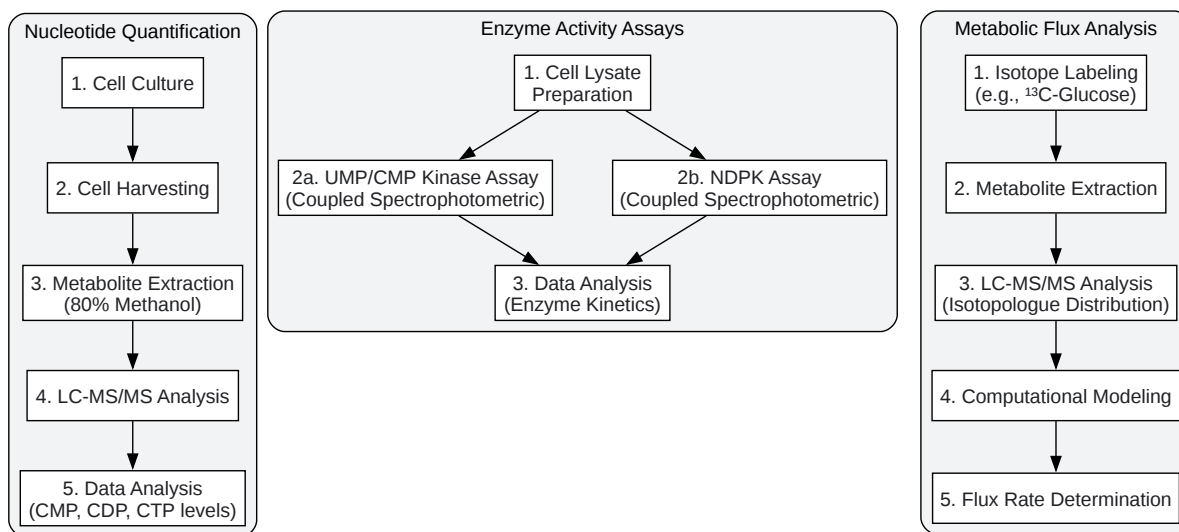 Nucleotide Quantification
1. Cell Culture
2. Cell Harvesting
3. Metabolite Extraction
(80% Methanol)
4. LC-MS/MS Analysis
5. Data Analysis
(CMP, CDP, CTP levels)
Enzyme Activity Assays
1. Cell Lysate
Preparation
2a. UMP/CMP Kinase Assay
(Coupled Spectrophotometric)
2b. NDPK Assay
(Coupled Spectrophotometric)
3. Data Analysis
(Enzyme Kinetics)
Metabolic Flux Analysis
1. Isotope Labeling
(e.g., ¹³C-Glucose)
2. Metabolite Extraction
3. LC-MS/MS Analysis
(Isotopologue Distribution)
4. Computational Modeling
5. Flux Rate Determination